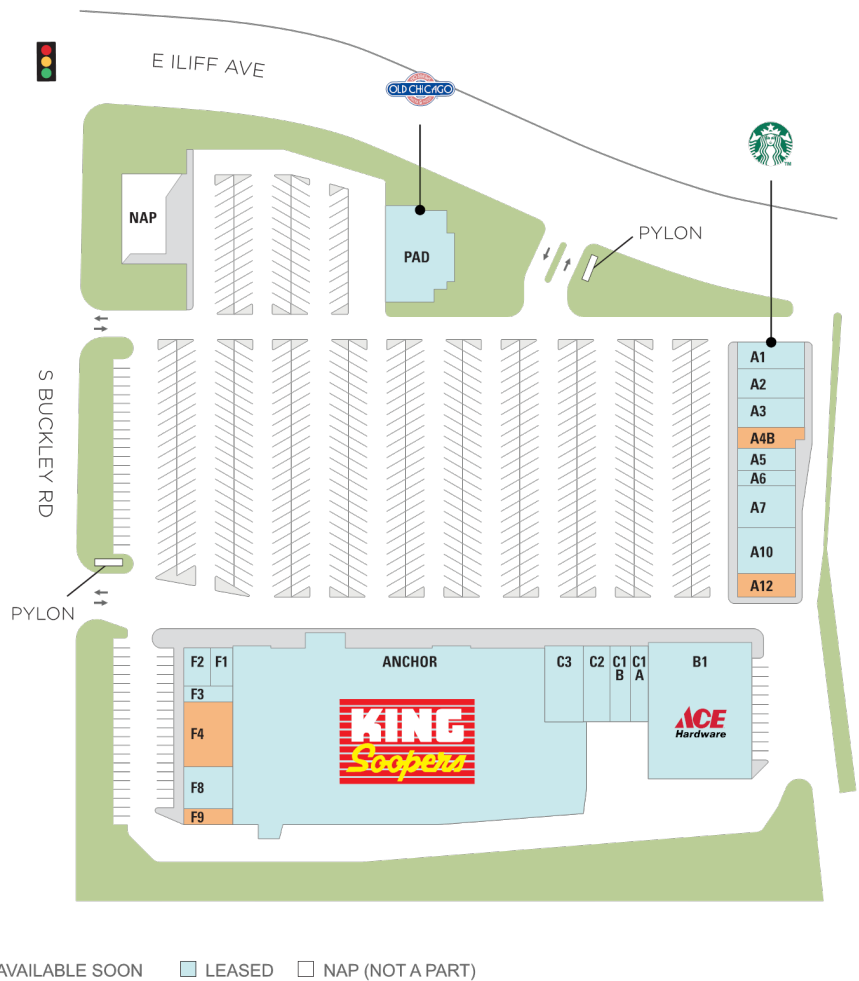 E ILIFF AVE
OLD CHICAGO
TM
NAP
PAD
PYLON
S BUCKLEY RD
A1
A2
A3
A4B
A5
A6
A7
A10
A12
PYLON
F2
F1
F3
F4
F8
F9
ANCHOR
KING
Soopers
C3
C2
C1
B
C1
A
B1
ACE
Hardware
AVAILABLE SOON
LEASED
NAP (NOT A PART)